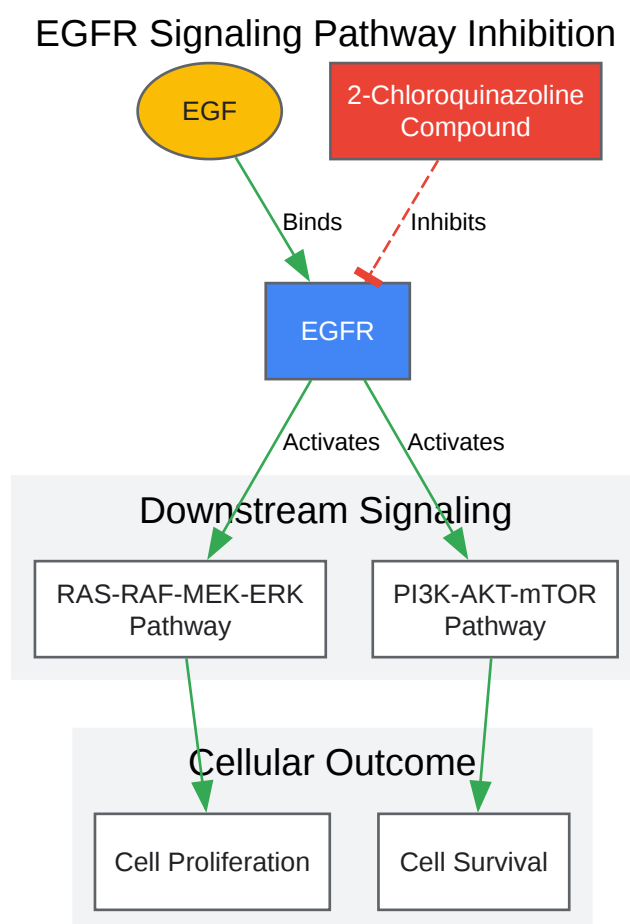 EGFR Signaling Pathway Inhibition
EGF
2-Chloroquinazoline
Compound
Binds
Inhibits
EGFR
Activates
Activates
Downstream Signaling
RAS-RAF-MEK-ERK
Pathway
PI3K-AKT-mTOR
Pathway
Cellular Outcome
Cell Proliferation
Cell Survival